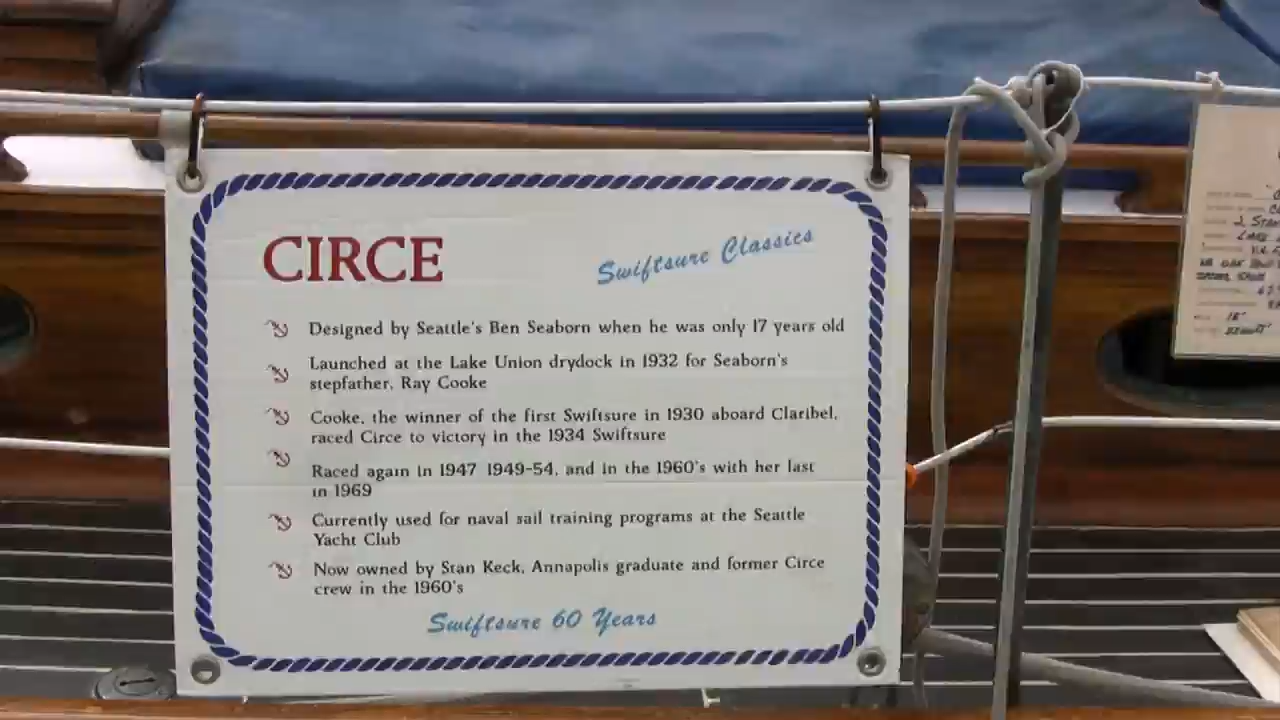 CIRCE
Swiftsure Classics
Designed by Seattle's Ben Seaborn when he was only 17 years old
Launched at the Lake Union drydock in 1932 for Seaborn's
stepfather, Ray Cooke
Cooke, the winner of the first Swiftsure in 1930 aboard Claribel,
raced Circe to victory in the 1934 Swiftsure
Raced again in 1947 1949-54, and in the 1960's with her last
in 1969
Currently used for naval sail training programs at the Seattle
Yacht Club
Now owned by Stan Keck, Annapolis graduate and former Circe
crew in the 1960's
Swiftsure 60 Years